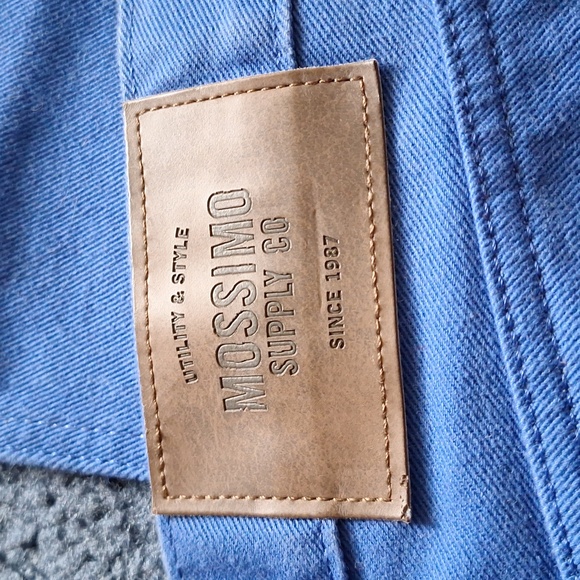 UTILITY & STYLE
MOSSIMO
SUPPLY CO
SINCE 1987